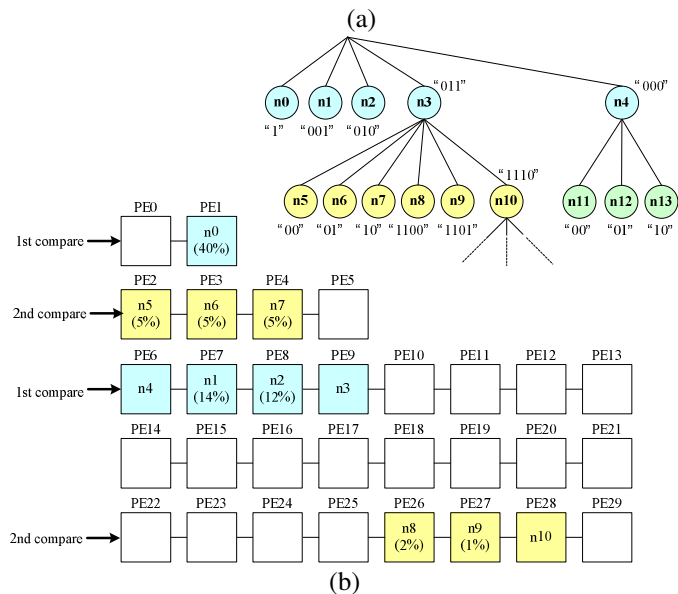 (a)
n0 n1 n2 n3 "011" n4 "000"
"1" "001" "010"
n5 n6 n7 n8 n9 n10 "1110" n11 n12 n13
"00" "01" "10" "1100" "1101" "00" "01" "10"
PE0 PE1
1st compare n0 (40%)
PE2 PE3 PE4 PE5
2nd compare n5 (5%) n6 (5%) n7 (5%)
PE6 PE7 PE8 PE9 PE10 PE11 PE12 PE13
1st compare n4 n1 (14%) n2 (12%) n3
PE14 PE15 PE16 PE17 PE18 PE19 PE20 PE21
PE22 PE23 PE24 PE25 PE26 PE27 PE28 PE29
2nd compare n8 (2%) n9 (1%) n10
(b)